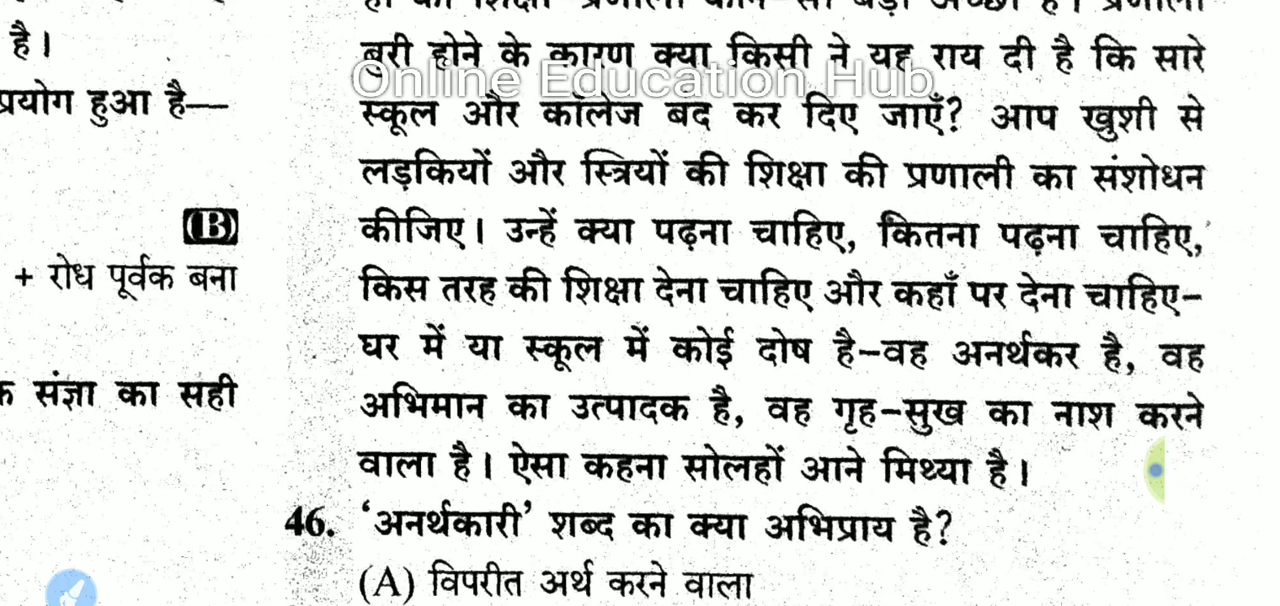 है।
प्रयोग हुआ है—
(B)
+ रोध पूर्वक बना
संज्ञा का सही
बुरी होने के कारण क्या किसी ने यह राय दी है कि सारे
Online Education Hub
स्कूल और कॉलेज बंद कर दिए जाएँ? आप खुशी से
लड़कियों और स्त्रियों की शिक्षा की प्रणाली का संशोधन
कीजिए। उन्हें क्या पढ़ना चाहिए, कितना पढ़ना चाहिए,
किस तरह की शिक्षा देना चाहिए और कहाँ पर देना चाहिए-
घर में या स्कूल में कोई दोष है-वह अनर्थकर है, वह
अभिमान का उत्पादक है, वह गृह-सुख का नाश करने
वाला है। ऐसा कहना सोलहों आने मिथ्या है।
46. ‘अनर्थकारी’ शब्द का क्या अभिप्राय है?
(A) विपरीत अर्थ करने वाला